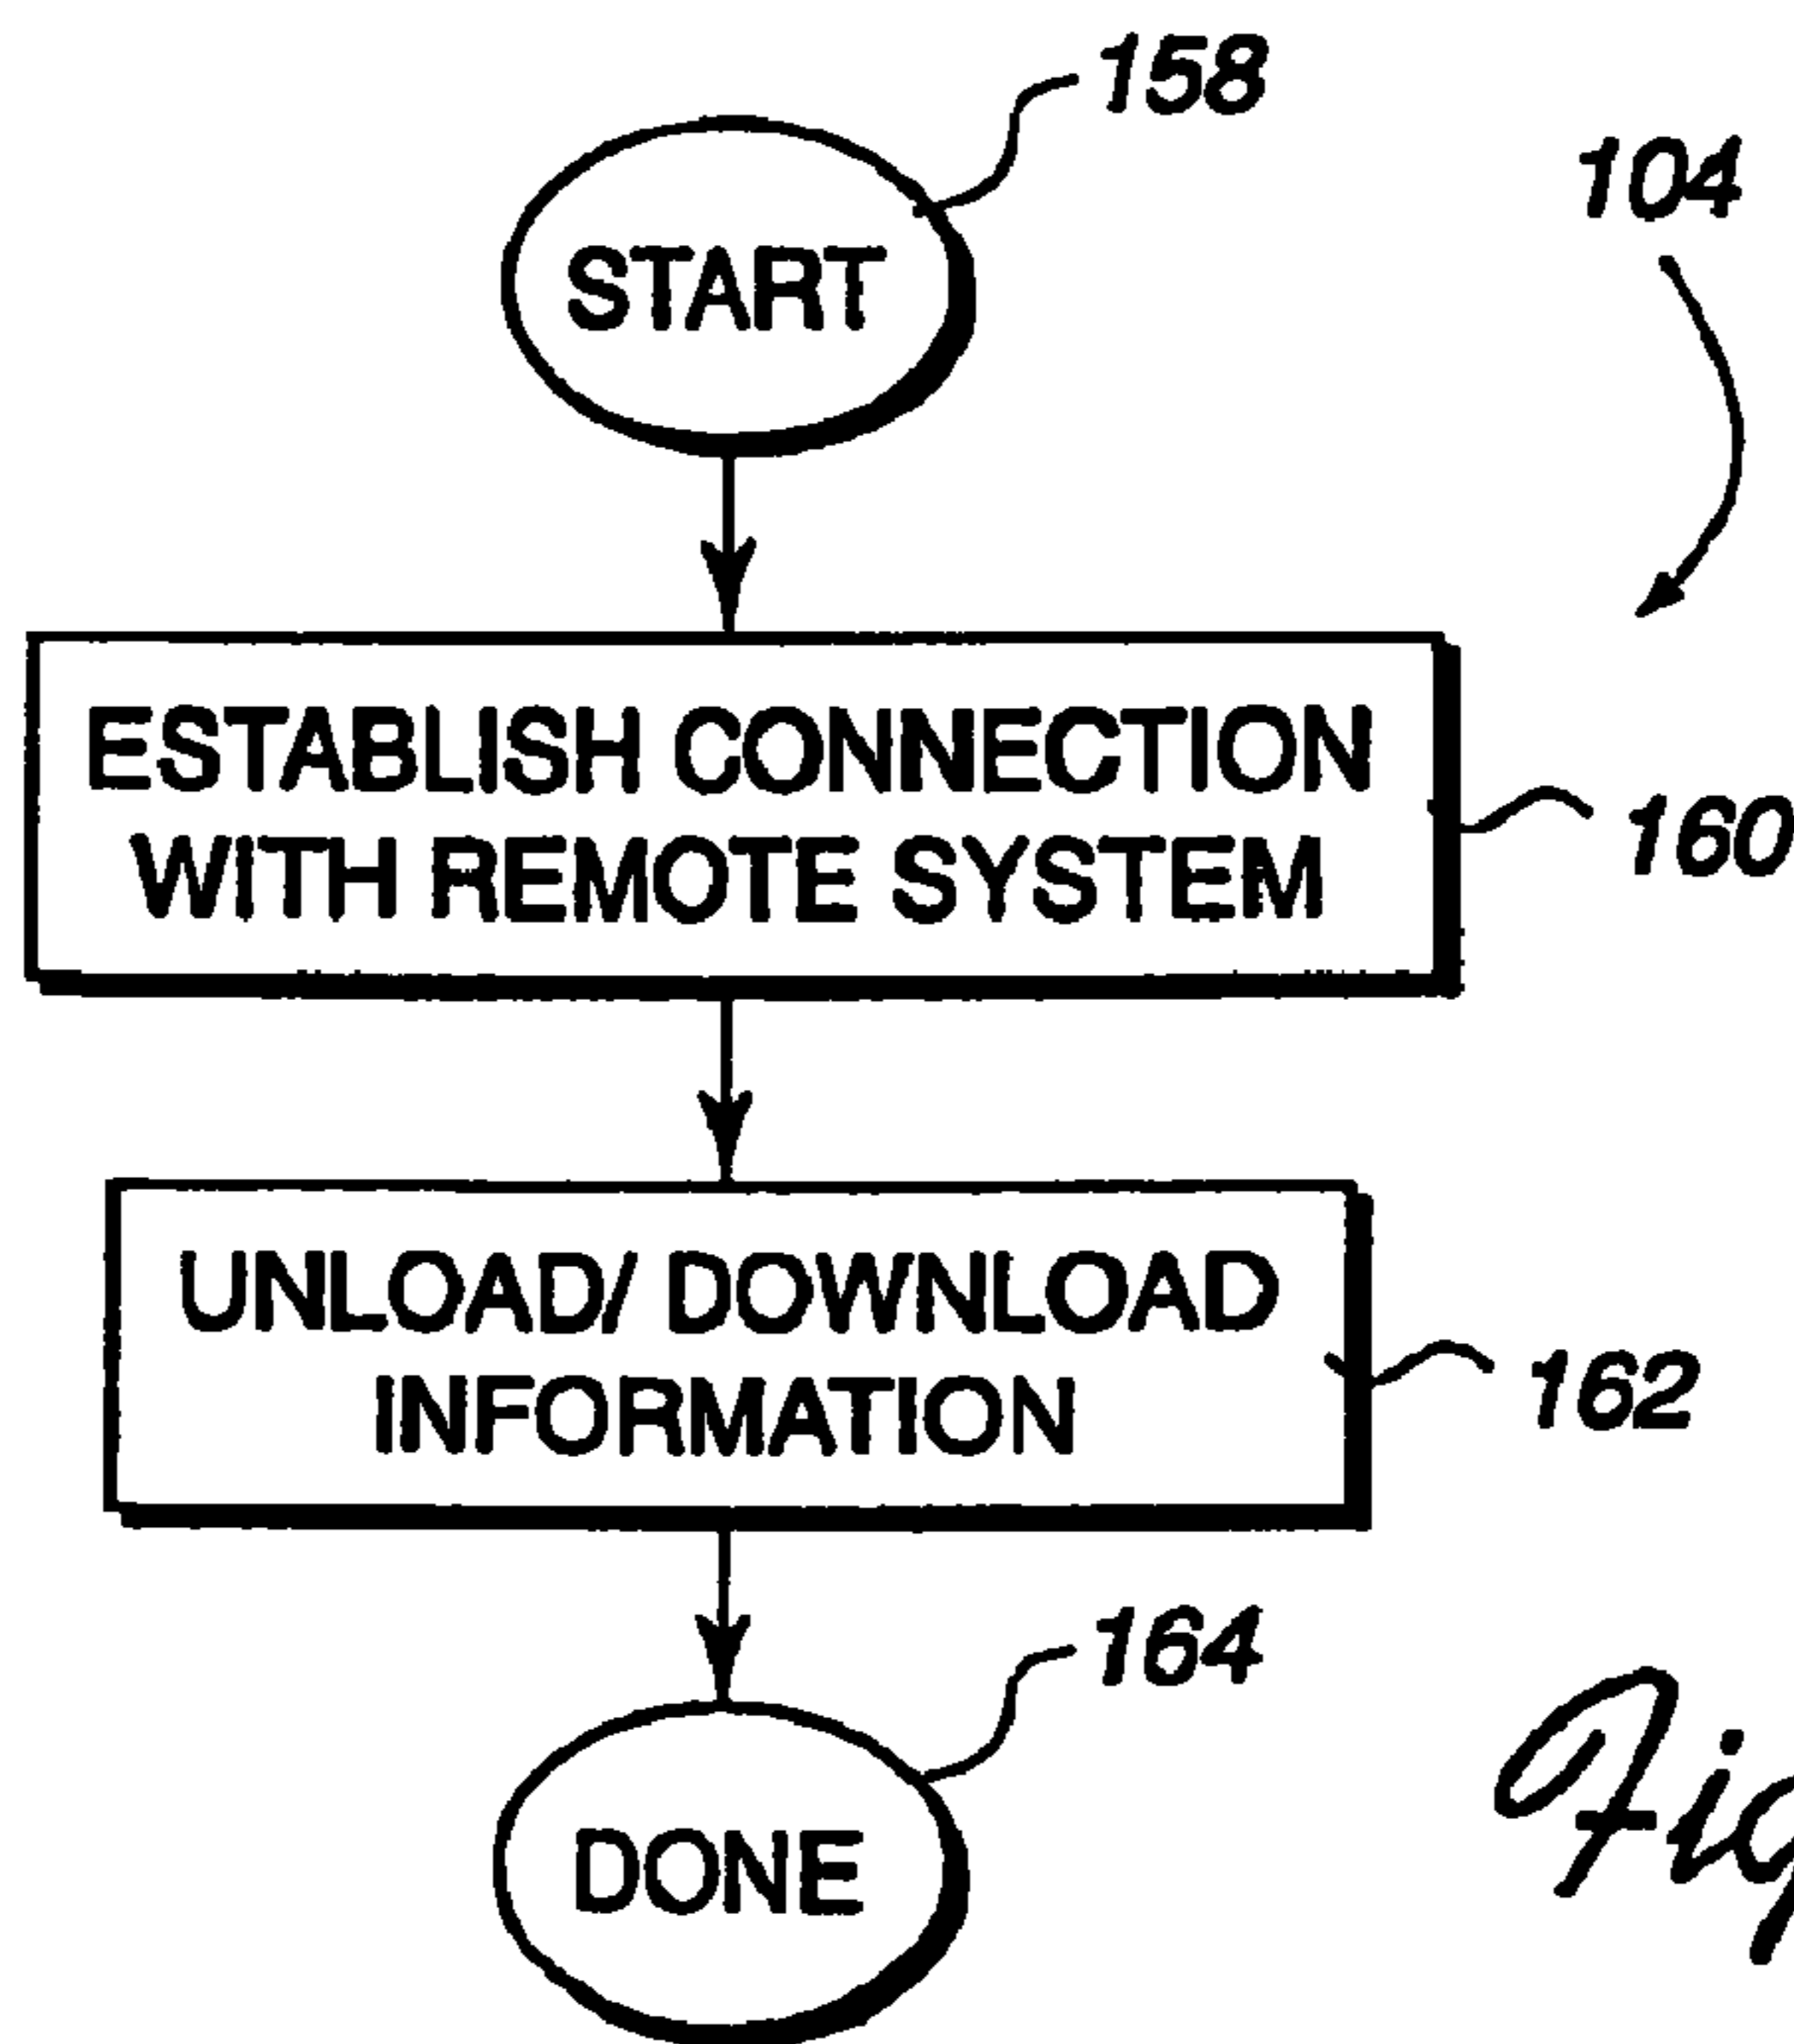 158
104
START
ESTABLISH CONNECTION
WITH REMOTE SYSTEM
160
UNLOAD/ DOWNLOAD
INFORMATION
162
164
DONE